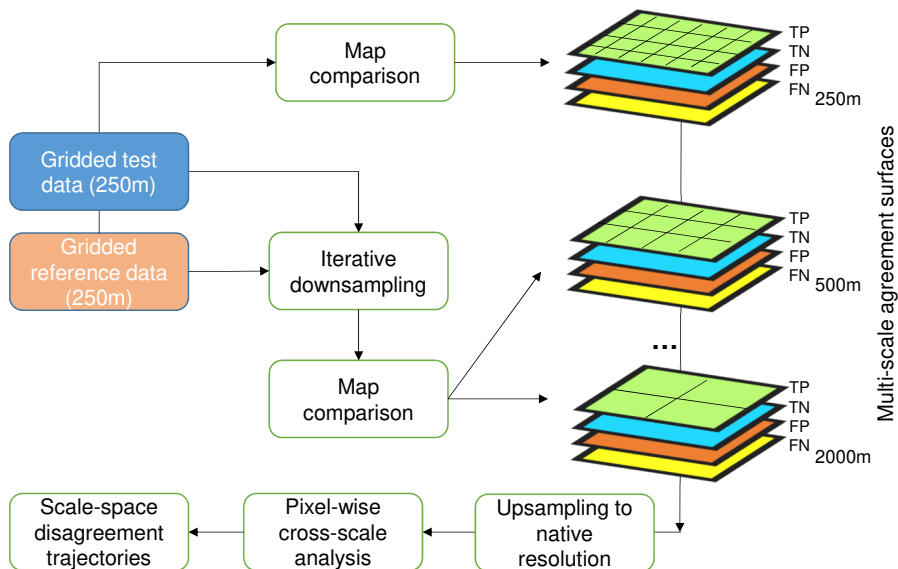 Map
comparison
TP
TN
FP
FN
250m
Gridded test
data (250m)
Gridded
reference data
(250m)
Iterative
downsampling
TP
TN
FP
FN
500m
...
Map
comparison
TP
TN
FP
FN
2000m
Multi-scale agreement surfaces
Scale-space
disagreement
trajectories
Pixel-wise
cross-scale
analysis
Upsampling to
native
resolution